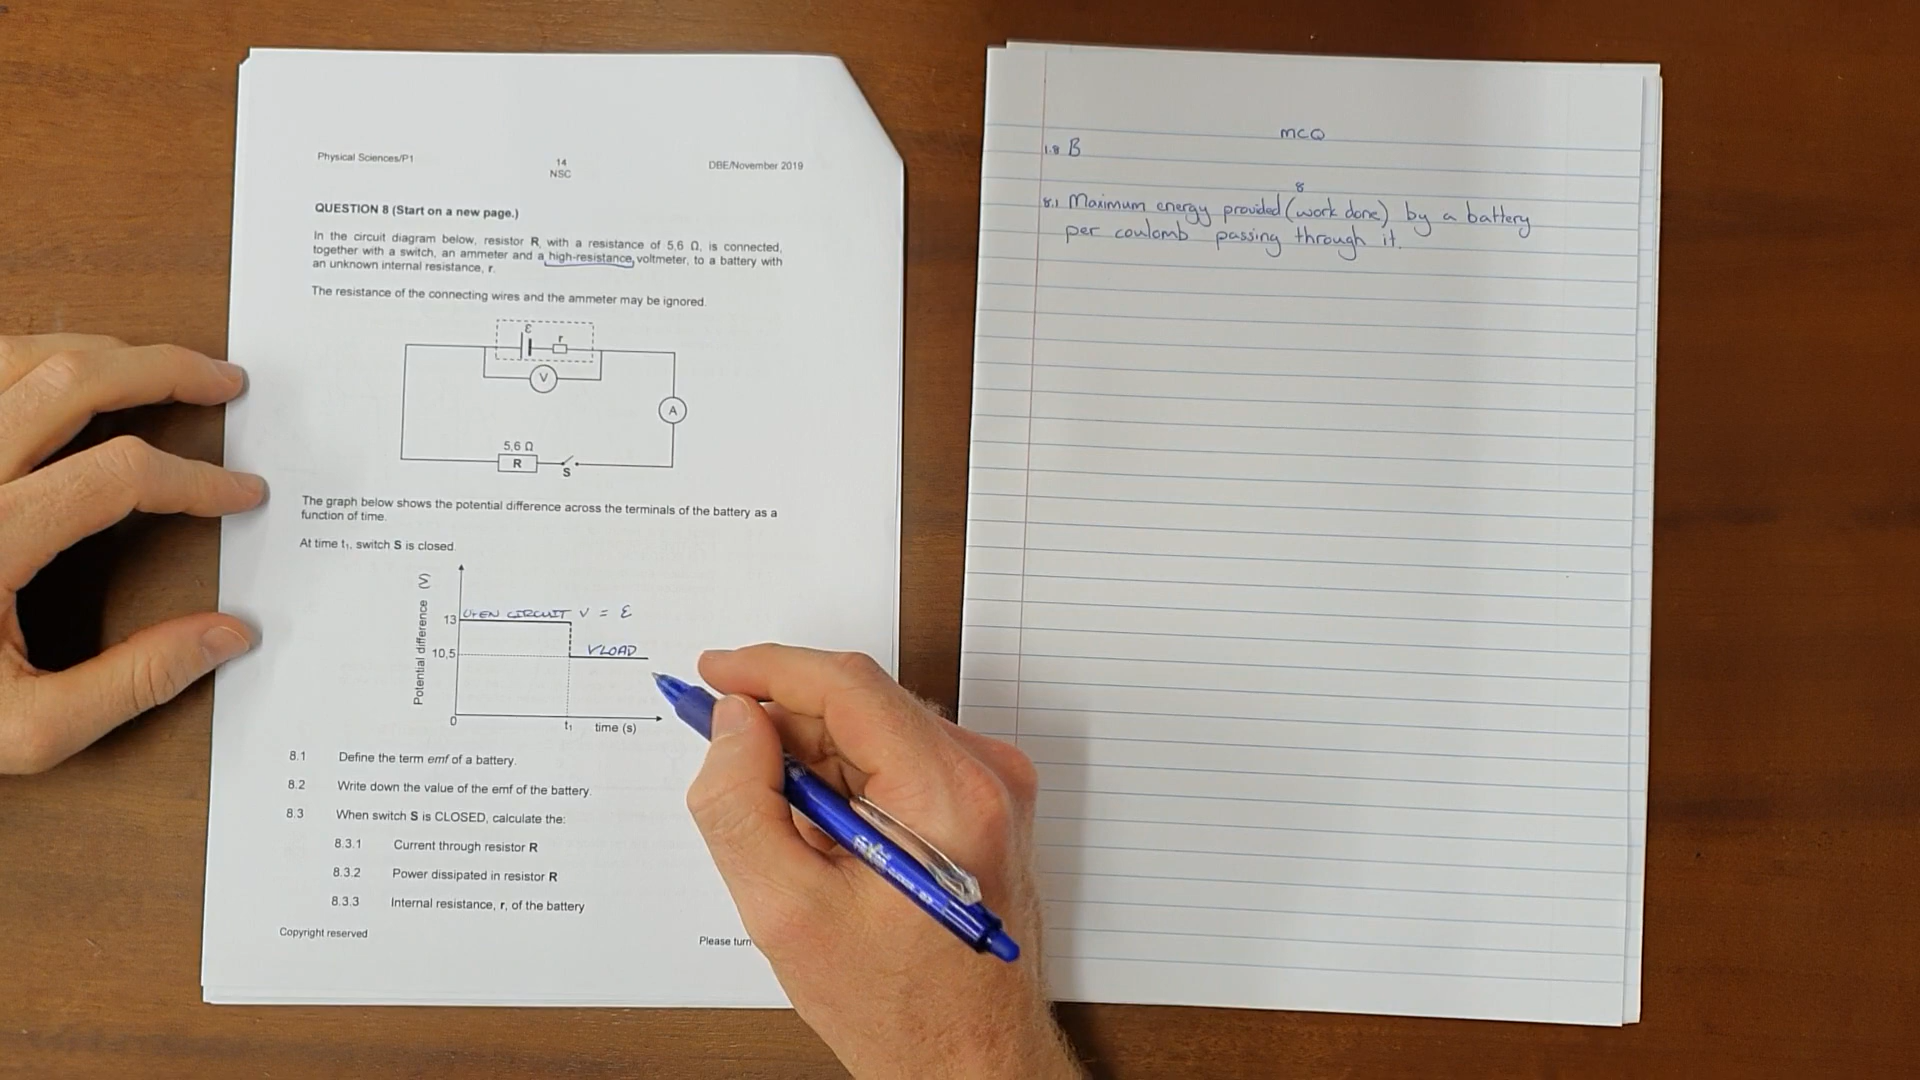 Physical Sciences/P1
14
NSC
DBE/November 2019
QUESTION 8 (Start on a new page.)
In the circuit diagram below, resistor R, with a resistance of 5,6 Ω, is connected,
together with a switch, an ammeter and a high-resistance voltmeter, to a battery with
an unknown internal resistance, r.
The resistance of the connecting wires and the ammeter may be ignored.
ε
r
V
A
5,6 Ω
R
S
The graph below shows the potential difference across the terminals of the battery as a
function of time.
At time t₁, switch S is closed.
Potential difference (V)
13
OPEN CIRCUIT V = ε
10,5
VLOAD
0
t₁
time (s)
8.1 Define the term emf of a battery.
8.2 Write down the value of the emf of the battery.
8.3 When switch S is CLOSED, calculate the:
8.3.1 Current through resistor R
8.3.2 Power dissipated in resistor R
8.3.3 Internal resistance, r, of the battery
Copyright reserved
Please turn
MCQ
1.8 B
8
8.1 Maximum energy provided (work done) by a battery
per coulomb passing through it.